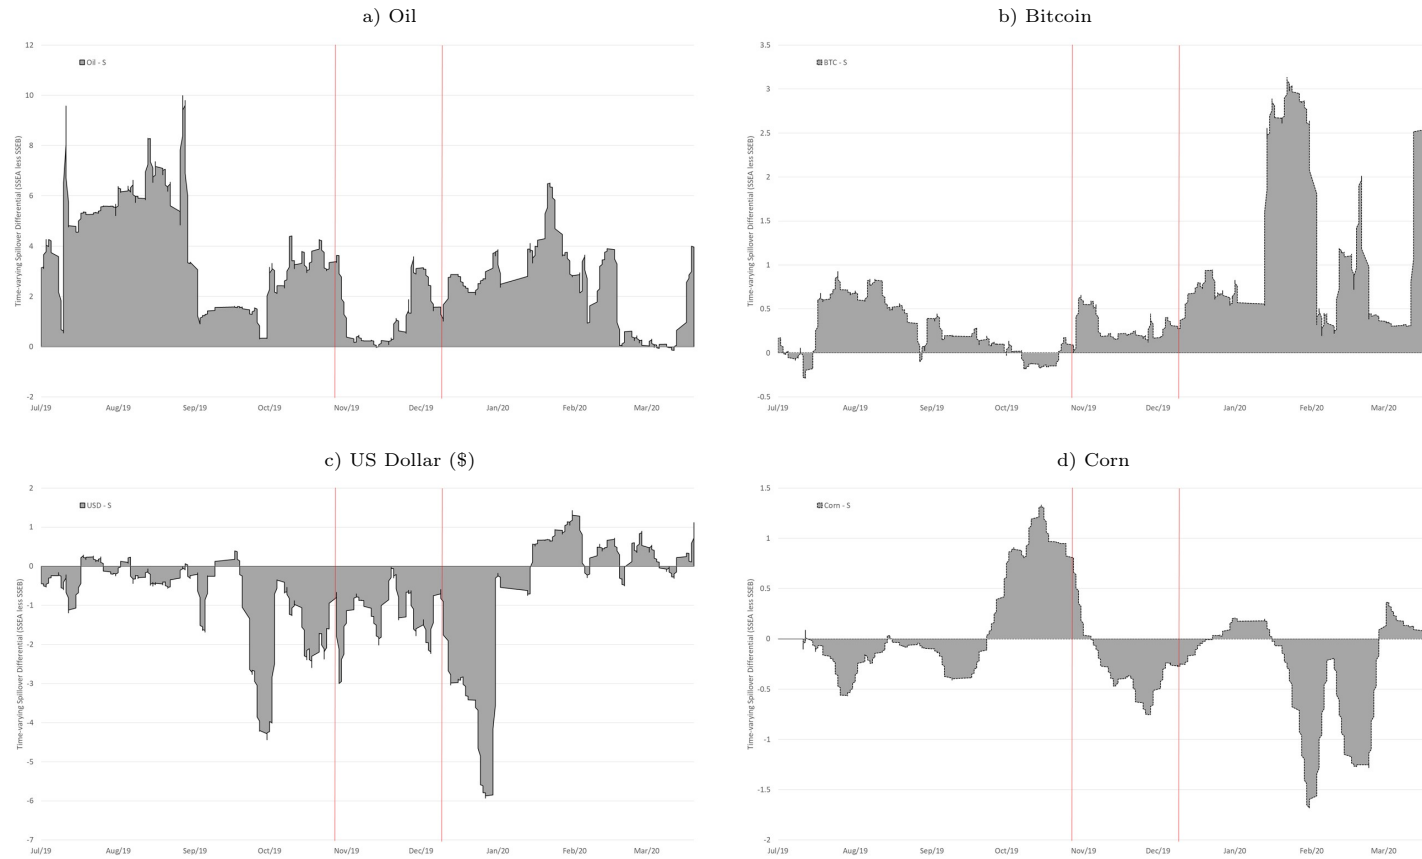 a) Oil
12
10
8
6
4
2
0
-2
Time-varying Spillover Differential (SSEA less SSEB)
Oil - S
Jul/19 Aug/19 Sep/19 Oct/19 Nov/19 Dec/19 Jan/20 Feb/20 Mar/20
b) Bitcoin
3.5
3
2.5
2
1.5
1
0.5
0
-0.5
Time-varying Spillover Differential (SSEA less SSEB)
BTC - S
Jul/19 Aug/19 Sep/19 Oct/19 Nov/19 Dec/19 Jan/20 Feb/20 Mar/20
c) US Dollar ($)
2
1
0
-1
-2
-3
-4
-5
-6
-7
Time-varying Spillover Differential (SSEA less SSEB)
USD - S
Jul/19 Aug/19 Sep/19 Oct/19 Nov/19 Dec/19 Jan/20 Feb/20 Mar/20
d) Corn
1.5
1
0.5
0
-0.5
-1
-1.5
-2
Time-varying Spillover Differential (SSEA less SSEB)
Corn - S
Jul/19 Aug/19 Sep/19 Oct/19 Nov/19 Dec/19 Jan/20 Feb/20 Mar/20